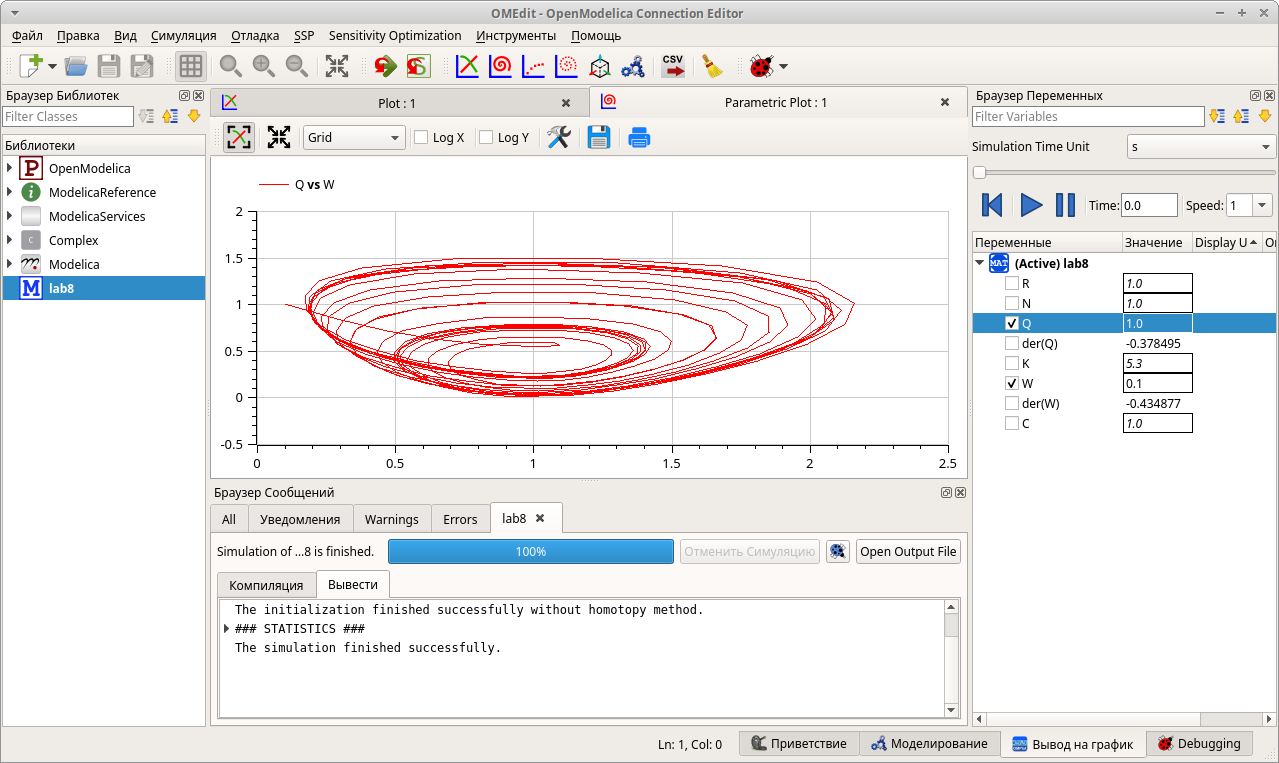 OMEdit - OpenModelica Connection Editor
Файл Правка Вид Симуляция Отладка SSP Sensitivity Optimization Инструменты Помощь
CSV
Браузер Библиотек
Filter Classes
Библиотеки
P OpenModelica
i ModelicaReference
ModelicaServices
C Complex
Modelica
M lab8
Plot : 1
Parametric Plot : 1
Grid
Log X
Log Y
Q vs W
2
1.5
1
0.5
0
-0.5
0 0.5 1 1.5 2 2.5
Браузер Сообщений
All Уведомления Warnings Errors lab8
Simulation of ...8 is finished. 100% Отменить Симуляцию Open Output File
Компиляция Вывести
The initialization finished successfully without homotopy method.
### STATISTICS ###
The simulation finished successfully.
Браузер Переменных
Filter Variables
Simulation Time Unit s
Time: 0.0 Speed: 1
Переменные Значение Display U
MAT (Active) lab8
R 1.0
N 1.0
Q 1.0
der(Q) -0.378495
K 5.3
W 0.1
der(W) -0.434877
C 1.0
Ln: 1, Col: 0 Приветствие Моделирование Вывод на график Debugging